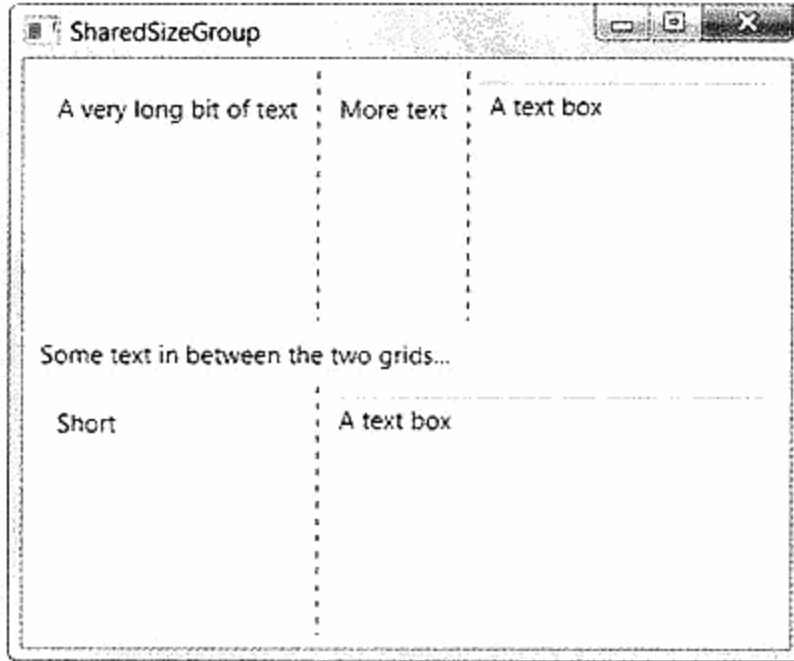 SharedSizeGroup
A very long bit of text
More text
A text box
Some text in between the two grids...
Short
A text box